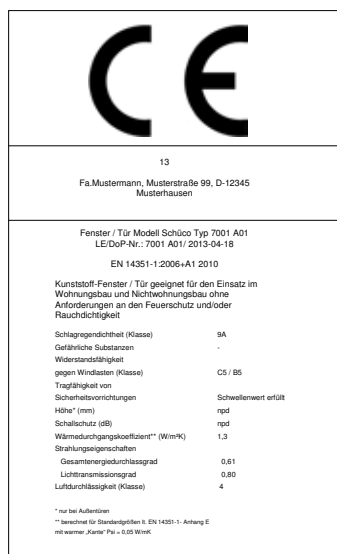 CE
13
Fa.Mustermann, Musterstraße 99, D-12345
Musterhausen
Fenster / Tür Modell Schüco Typ 7001 A01
LE/DoP-Nr.: 7001 A01/ 2013-04-18
EN 14351-1:2006+A1 2010
Kunststoff-Fenster / Tür geeignet für den Einsatz im
Wohnungsbau und Nichtwohnungsbau ohne
Anforderungen an den Feuerschutz und/oder
Rauchdichtigkeit
Schlagregendichtheit (Klasse) 9A
Gefährliche Substanzen -
Widerstandsfähigkeit
gegen Windlasten (Klasse) C5 / B5
Tragfähigkeit von
Sicherheitsvorrichtungen Schwellenwert erfüllt
Höhe* (mm) npd
Schallschutz (dB) npd
Wärmedurchgangskoeffizient** (W/m²K) 1,3
Strahlungseigenschaften
Gesamtenergiedurchlassgrad 0,61
Lichttransmissionsgrad 0,80
Luftdurchlässigkeit (Klasse) 4
* nur bei Außentüren
** berechnet für Standardgrößen lt. EN 14351-1- Anhang E
mit warmer „Kante" Psi = 0,05 W/mK